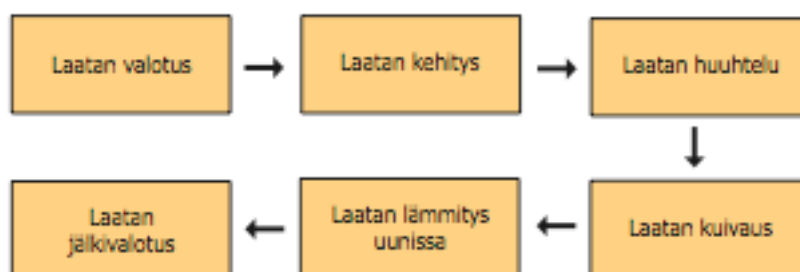 Laatan valotus
Laatan kehitys
Laatan huuhtelu
Laatan kuivaus
Laatan lämmitys
uunissa
Laatan
jälkivalotus